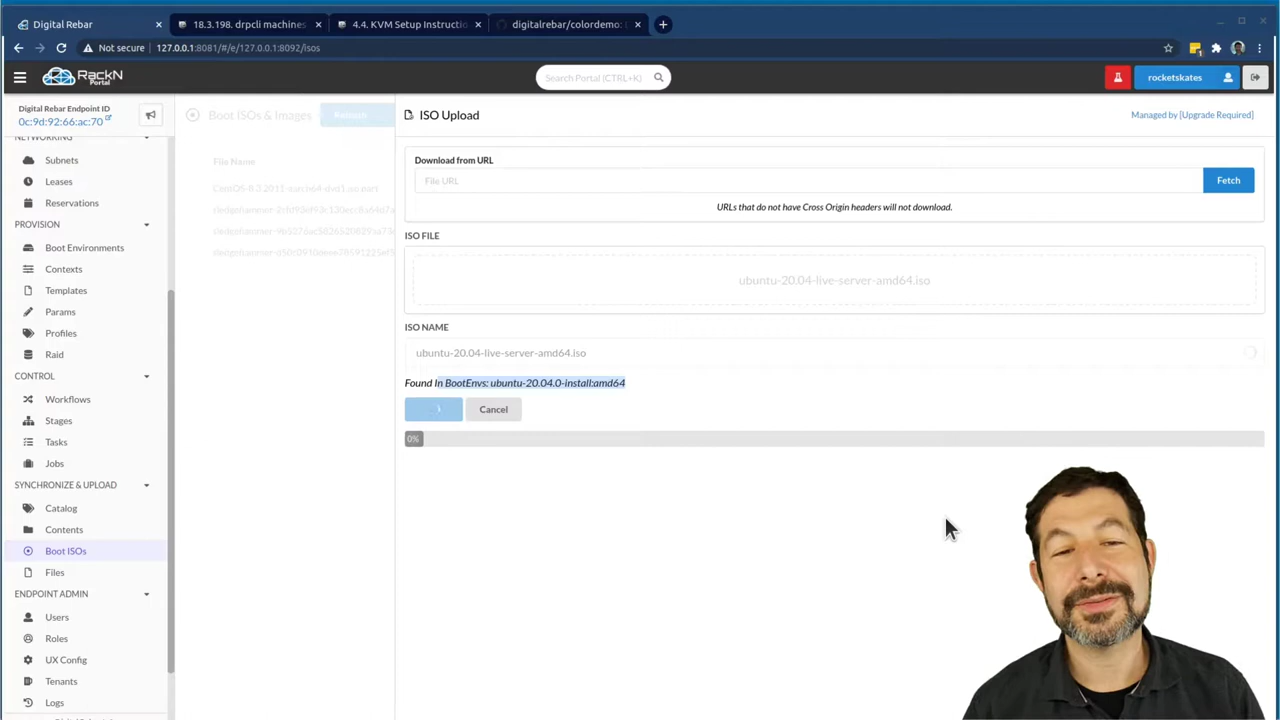 Digital Rebar
18.3.198. drpcli machines
4.4. KVM Setup Instructio
digitalrebar/colordemo:
Not secure
127.0.0.1:8081/#/e/127.0.0.1:8092/isos
RackN
Portal
Search Portal (CTRL+K)
rocketskates
Digital Rebar Endpoint ID
0c:9d:92:66:ac:70
NETWORKING
Subnets
Leases
Reservations
PROVISION
Boot Environments
Contexts
Templates
Params
Profiles
Raid
CONTROL
Workflows
Stages
Tasks
Jobs
SYNCHRONIZE & UPLOAD
Catalog
Contents
Boot ISOs
Files
ENDPOINT ADMIN
Users
Roles
UX Config
Tenants
Logs
Boot ISOs & Images
Refresh
File Name
ISO Upload
Managed by [Upgrade Required]
Download from URL
File URL
Fetch
URLs that do not have Cross Origin headers will not download.
ISO FILE
ubuntu-20.04-live-server-amd64.iso
ISO NAME
ubuntu-20.04-live-server-amd64.iso
Found In BootEnvs: ubuntu-20.04.0-install:amd64
Cancel
0%